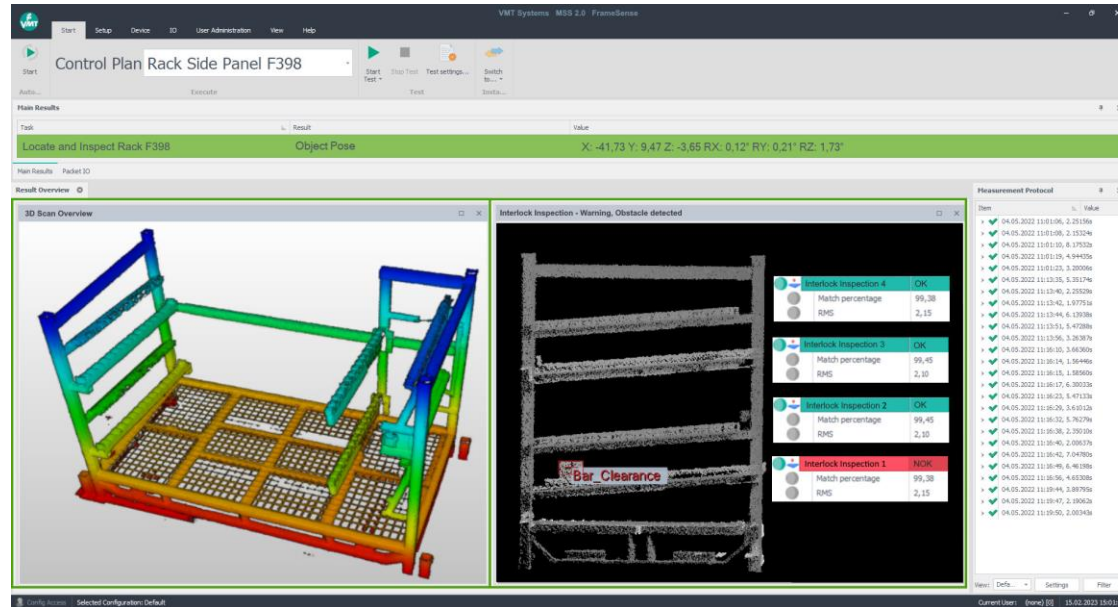 VMT Systems MSS 2.0 FrameSense
VMT
Start Setup Device IO User Administration View Help
Start
Control Plan Rack Side Panel F398
Start Test
Stop Test
Test settings...
Switch to...
Auto... Execute Test Insta...
Main Results
Task Result Value
Locate and Inspect Rack F398 Object Pose X: -41,73 Y: 9,47 Z: -3,65 RX: 0,12° RY: 0,21° RZ: 1,73°
Main Results Packet IO
Result Overview
3D Scan Overview
Interlock Inspection - Warning, Obstacle detected
Interlock Inspection 4 OK
Match percentage 99,38
RMS 2,15
Interlock Inspection 3 OK
Match percentage 99,45
RMS 2,10
Interlock Inspection 2 OK
Match percentage 99,45
RMS 2,10
Interlock Inspection 1 NOK
Match percentage 99,38
RMS 2,15
Bar_Clearance
Measurement Protocol
Item Value
04.05.2022 11:01:06, 2.25156s
04.05.2022 11:01:08, 2.15324s
04.05.2022 11:01:10, 8.17532s
04.05.2022 11:01:19, 4.94435s
04.05.2022 11:01:23, 3.28006s
04.05.2022 11:13:35, 5.35174s
04.05.2022 11:13:40, 2.25529s
04.05.2022 11:13:42, 1.97751s
04.05.2022 11:13:44, 6.13938s
04.05.2022 11:13:51, 5.47288s
04.05.2022 11:13:56, 3.26387s
04.05.2022 11:16:10, 3.66360s
04.05.2022 11:16:14, 1.56446s
04.05.2022 11:16:15, 1.58560s
04.05.2022 11:16:17, 6.38033s
04.05.2022 11:16:23, 5.47133s
04.05.2022 11:16:29, 3.61012s
04.05.2022 11:16:32, 5.76279s
04.05.2022 11:16:38, 2.35010s
04.05.2022 11:16:40, 2.00637s
04.05.2022 11:16:42, 7.04780s
04.05.2022 11:16:49, 6.46198s
04.05.2022 11:16:56, 4.65308s
04.05.2022 11:19:44, 2.89795s
04.05.2022 11:19:47, 2.19062s
04.05.2022 11:19:50, 2.00343s
View: Defa... Settings Filter
Config Access Selected Configuration: Default
Current User: (none) [0] 15.02.2023 15:01